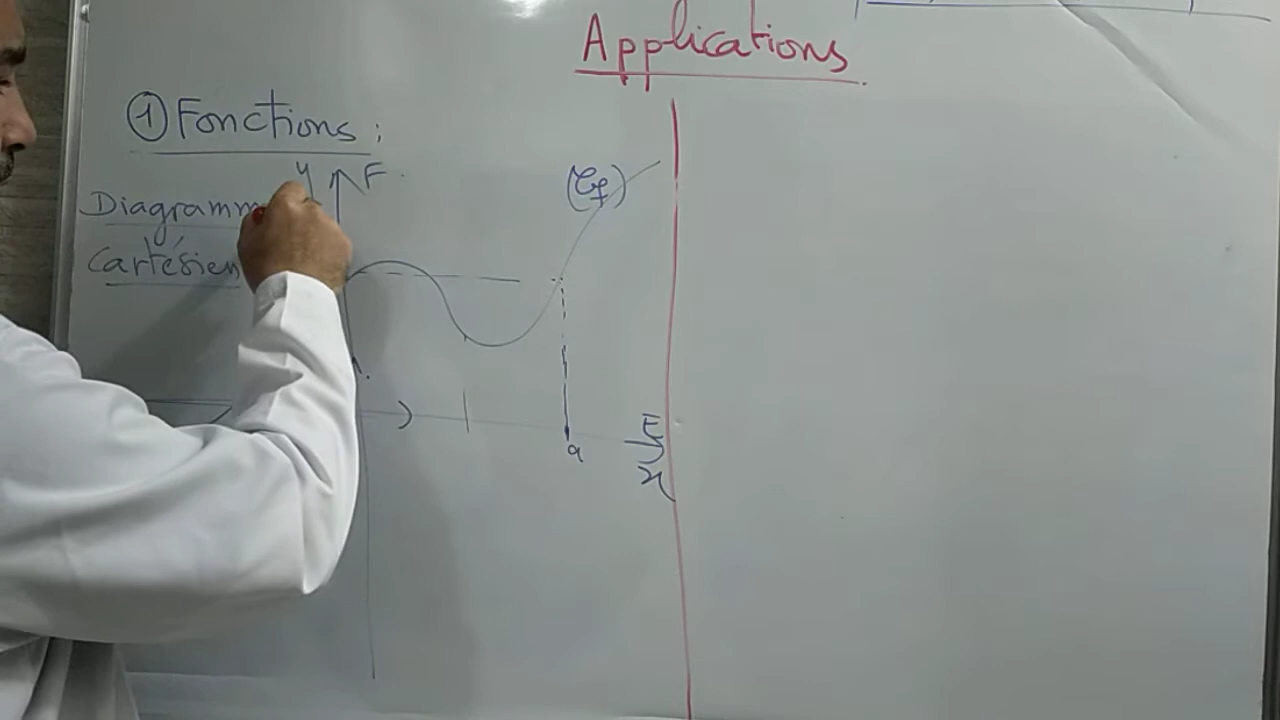 Applications
① Fonctions :
y F
(Cf)
Diagramm
Cartésien
a
E
x